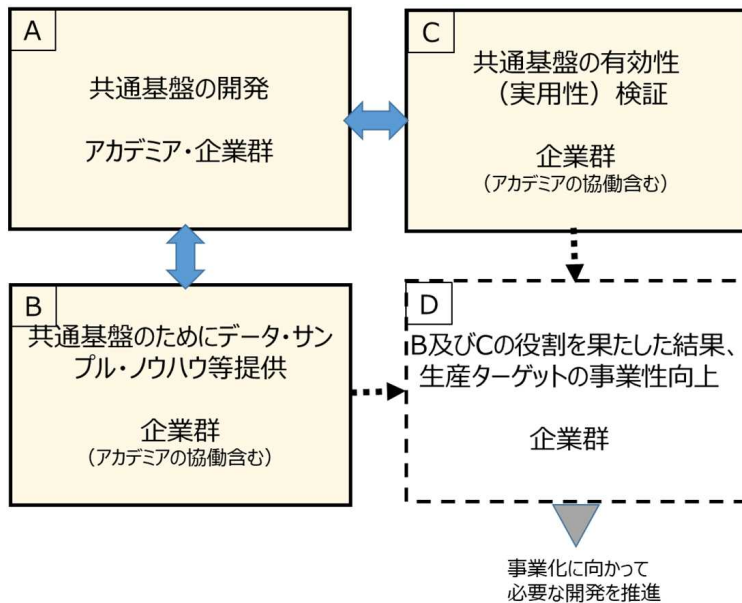 A
共通基盤の開発
アカデミア・企業群
C
共通基盤の有効性
（実用性）検証
企業群
（アカデミアの協働含む）
B
共通基盤のためにデータ・サン
プル・ノウハウ等提供
企業群
（アカデミアの協働含む）
D
B及びCの役割を果たした結果、
生産ターゲットの事業性向上
企業群
事業化に向かって
必要な開発を推進